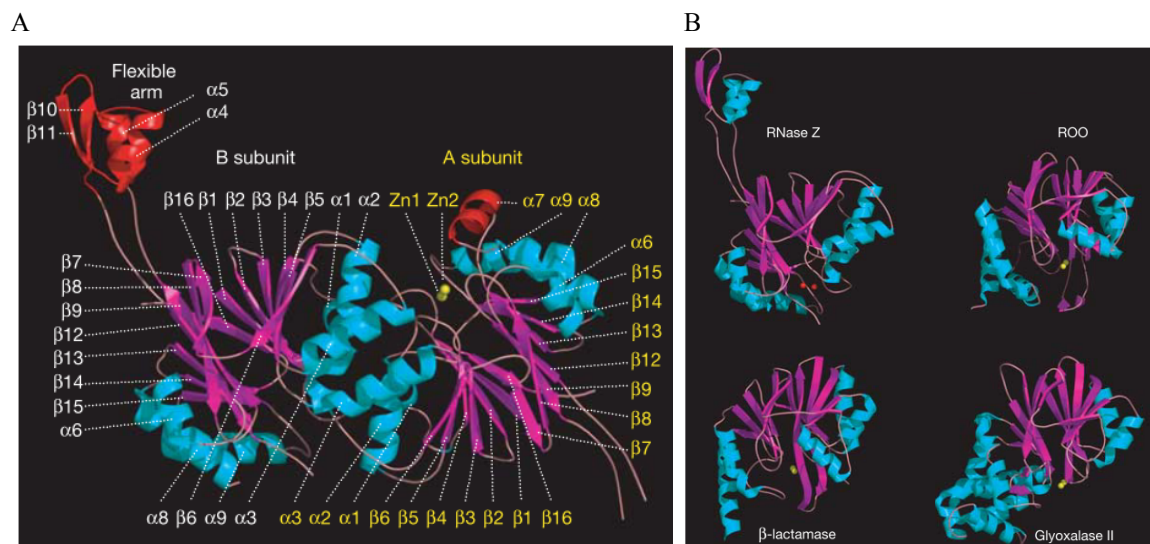 A
B
Flexible
arm
α5
α4
β10
β11
B subunit
A subunit
β16 β1 β2 β3 β4 β5 α1 α2 Zn1 Zn2 α7 α9 α8
β7
β8
β9
β12
β13
β14
β15
α6
α6
β15
β14
β13
β12
β9
β8
β7
α8 β6 α9 α3 α3 α2 α1 β6 β5 β4 β3 β2 β1 β16
RNase Z
ROO
β-lactamase
Glyoxalase II